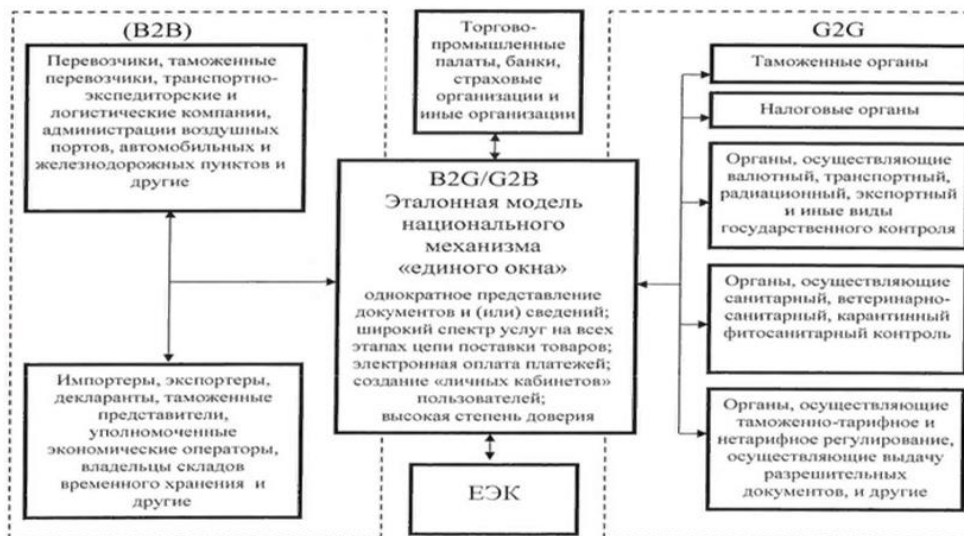 (B2B)
Перевозчики, таможенные
перевозчики, транспортно-
экспедиторские и
логистические компании,
администрации воздушных
портов, автомобильных и
железнодорожных пунктов и
другие
Импортеры, экспортеры,
декларанты, таможенные
представители,
уполномоченные
экономические операторы,
владельцы складов
временного хранения и
другие
Торгово-
промышленные
палаты, банки,
страховые
организации и
иные организации
B2G/G2B
Эталонная модель
национального
механизма
«единого окна»
однократное представление
документов и (или) сведений;
широкий спектр услуг на всех
этапах цепи поставки товаров;
электронная оплата платежей;
создание «личных кабинетов»
пользователей;
высокая степень доверия
ЕЭК
G2G
Таможенные органы
Налоговые органы
Органы, осуществляющие
валютный, транспортный,
радиационный, экспортный
и иные виды
государственного контроля
Органы, осуществляющие
санитарный, ветеринарно-
санитарный, карантинный
фитосанитарный контроль
Органы, осуществляющие
таможенно-тарифное и
нетарифное регулирование,
осуществляющие выдачу
разрешительных
документов, и другие